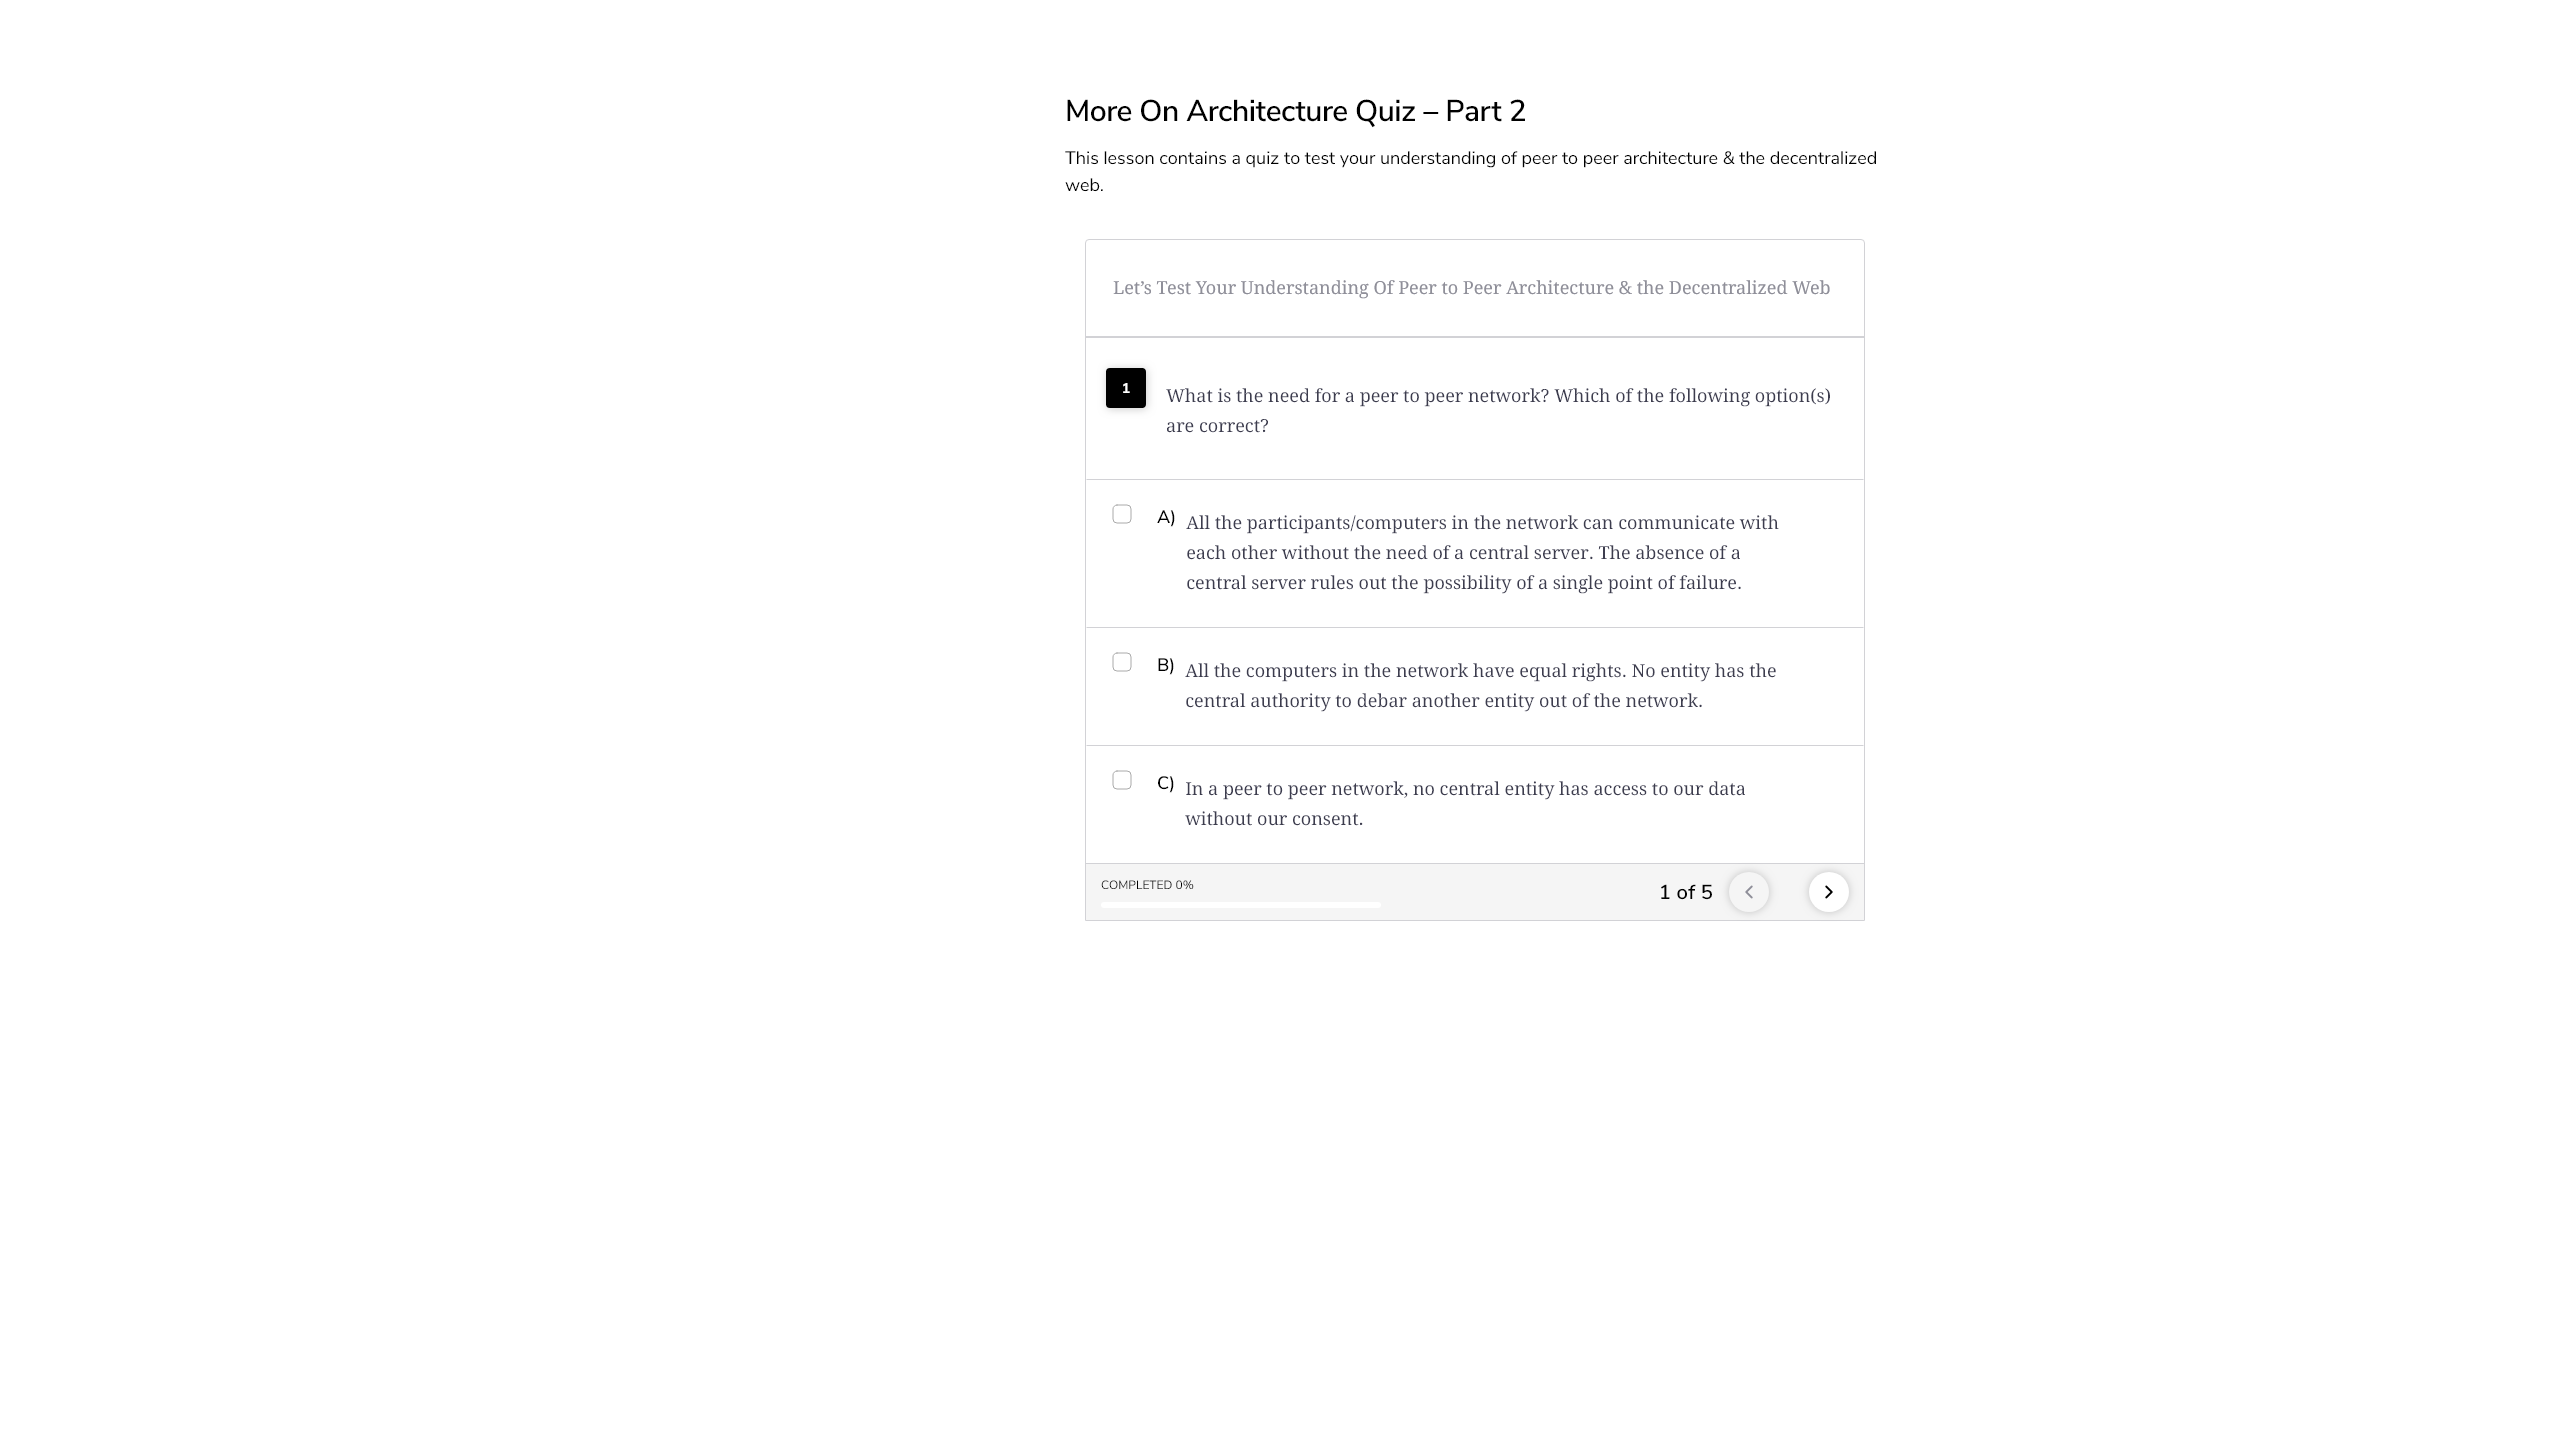 More On Architecture Quiz – Part 2
This lesson contains a quiz to test your understanding of peer to peer architecture & the decentralized
web.
Let’s Test Your Understanding Of Peer to Peer Architecture & the Decentralized Web
1
What is the need for a peer to peer network? Which of the following option(s)
are correct?
A) All the participants/computers in the network can communicate with
each other without the need of a central server. The absence of a
central server rules out the possibility of a single point of failure.
B) All the computers in the network have equal rights. No entity has the
central authority to debar another entity out of the network.
C) In a peer to peer network, no central entity has access to our data
without our consent.
COMPLETED 0%
1 of 5